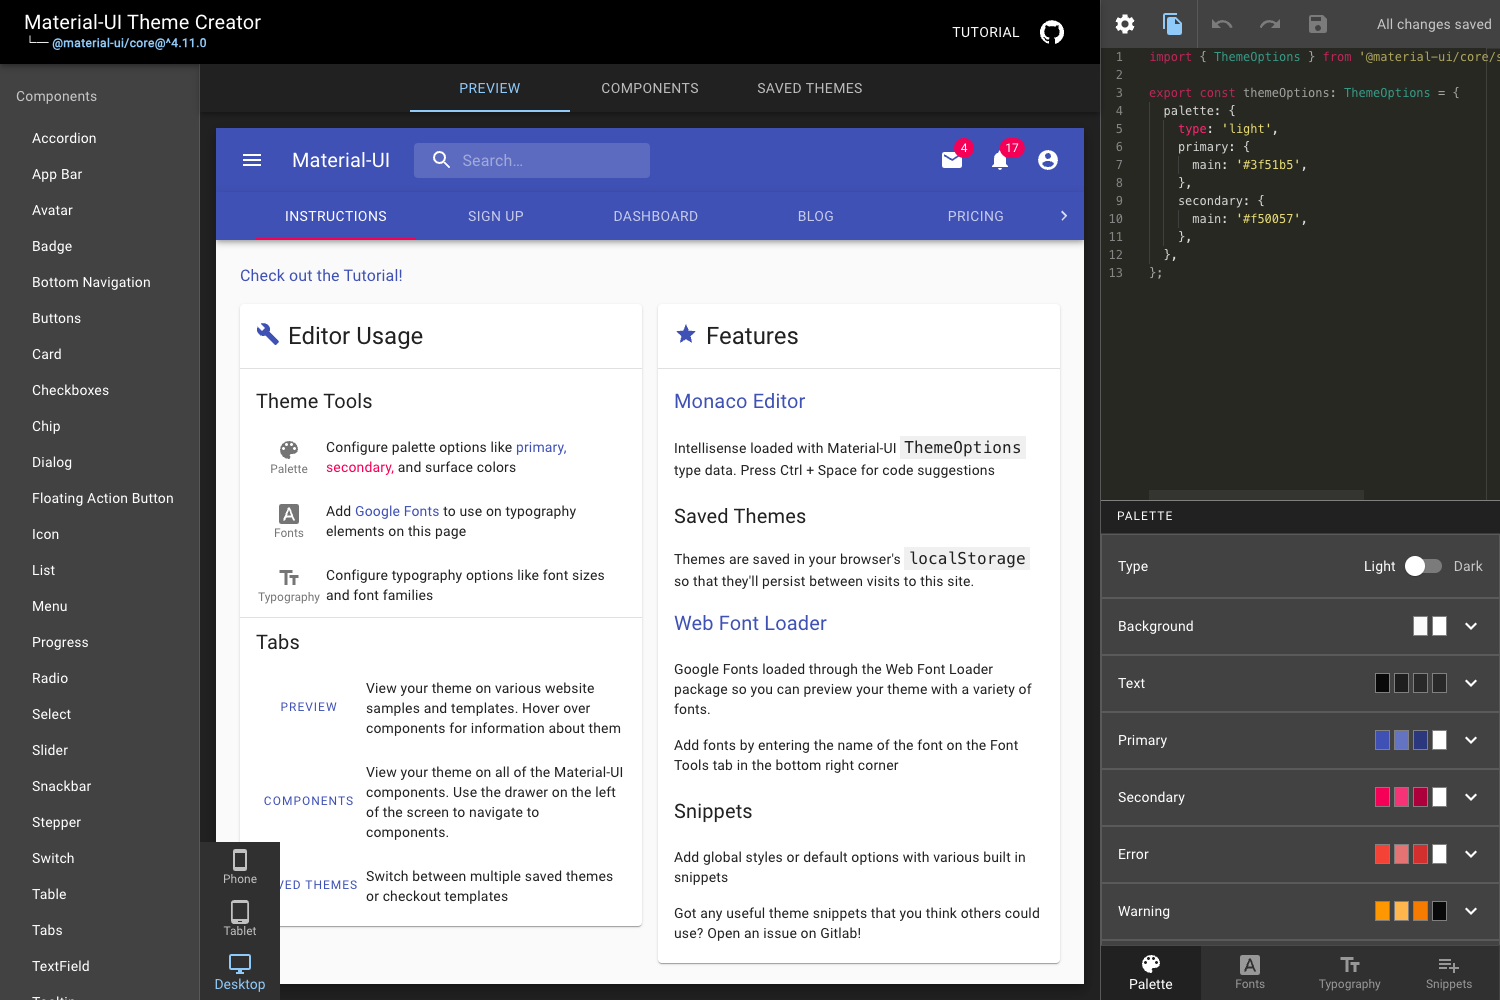 Material-UI Theme Creator
@material-ui/core@^4.11.0
TUTORIAL
All changes saved
Components
Accordion
App Bar
Avatar
Badge
Bottom Navigation
Buttons
Card
Checkboxes
Chip
Dialog
Floating Action Button
Icon
List
Menu
Progress
Radio
Select
Slider
Snackbar
Stepper
Switch
Table
Tabs
TextField
PREVIEW
COMPONENTS
SAVED THEMES
Material-UI
Search...
4
17
INSTRUCTIONS
SIGN UP
DASHBOARD
BLOG
PRICING
Check out the Tutorial!
Editor Usage
Theme Tools
Palette
Configure palette options like primary,
secondary, and surface colors
Fonts
Add Google Fonts to use on typography
elements on this page
Typography
Configure typography options like font sizes
and font families
Tabs
PREVIEW
View your theme on various website
samples and templates. Hover over
components for information about them
COMPONENTS
View your theme on all of the Material-UI
components. Use the drawer on the left
of the screen to navigate to
components.
VED THEMES
Switch between multiple saved themes
or checkout templates
Phone
Tablet
Desktop
Features
Monaco Editor
Intellisense loaded with Material-UI ThemeOptions
type data. Press Ctrl + Space for code suggestions
Saved Themes
Themes are saved in your browser's localStorage
so that they'll persist between visits to this site.
Web Font Loader
Google Fonts loaded through the Web Font Loader
package so you can preview your theme with a variety of
fonts.
Add fonts by entering the name of the font on the Font
Tools tab in the bottom right corner
Snippets
Add global styles or default options with various built in
snippets
Got any useful theme snippets that you think others could
use? Open an issue on Gitlab!
1 import { ThemeOptions } from '@material-ui/core/s
2
3 export const themeOptions: ThemeOptions = {
4 palette: {
5 type: 'light',
6 primary: {
7 main: '#3f51b5',
8 },
9 secondary: {
10 main: '#f50057',
11 },
12 },
13 };
PALETTE
Type
Light
Dark
Background
Text
Primary
Secondary
Error
Warning
Palette
Fonts
Typography
Snippets